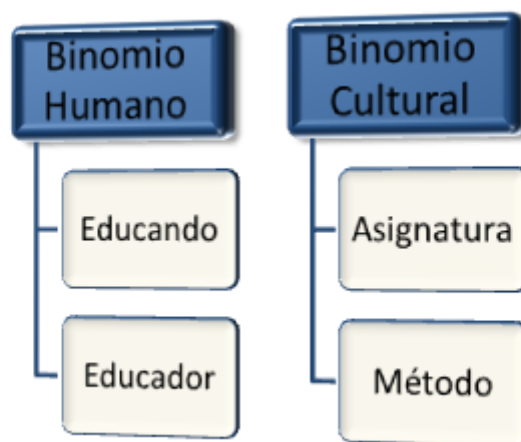 Binomio
Humano
Educando
Educador
Binomio
Cultural
Asignatura
Método